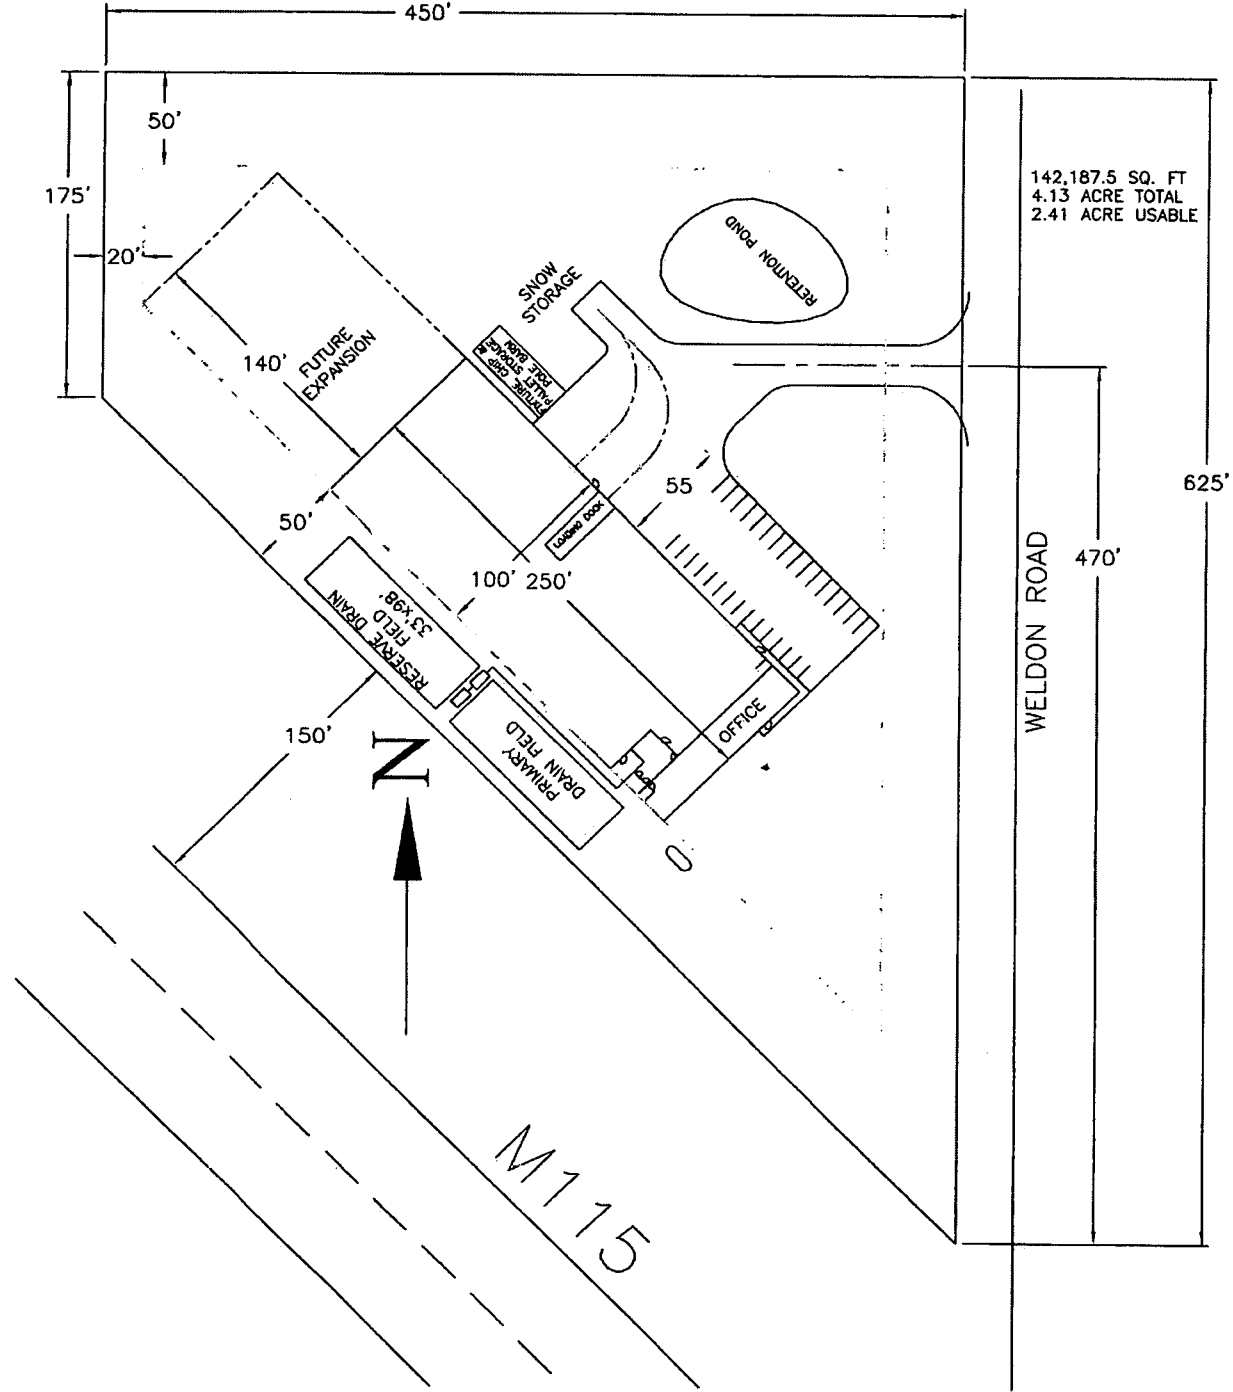 450'
50'
175'
20'
142,187.5 SQ. FT
4.13 ACRE TOTAL
2.41 ACRE USABLE
RETENTION POND
SNOW
STORAGE
FUTURE
EXPANSION
140'
FIXTURE, CHIP &
PALLET STORAGE
POLE BARN
55
625'
50'
LOADING DOCK
470'
100'
250'
RESERVE DRAIN
FIELD
33'x98'
WELDON ROAD
OFFICE
150'
N
PRIMARY
DRAIN FIELD
M115